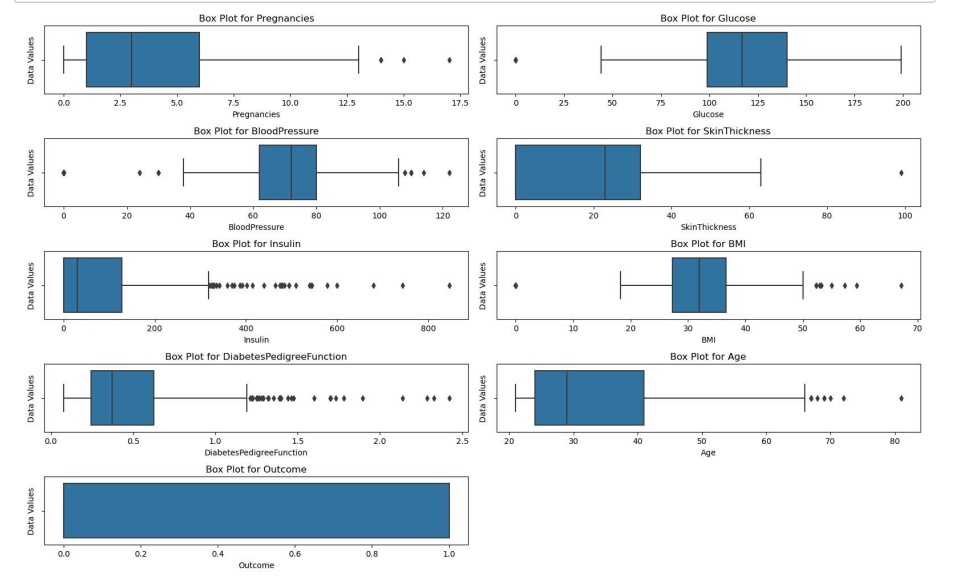 Box Plot for Pregnancies
Data Values
0.0 2.5 5.0 7.5 10.0 12.5 15.0 17.5
Pregnancies
Box Plot for Glucose
Data Values
0 25 50 75 100 125 150 175 200
Glucose
Box Plot for BloodPressure
Data Values
0 20 40 60 80 100 120
BloodPressure
Box Plot for SkinThickness
Data Values
0 20 40 60 80 100
SkinThickness
Box Plot for Insulin
Data Values
0 200 400 600 800
Insulin
Box Plot for BMI
Data Values
0 10 20 30 40 50 60 70
BMI
Box Plot for DiabetesPedigreeFunction
Data Values
0.0 0.5 1.0 1.5 2.0 2.5
DiabetesPedigreeFunction
Box Plot for Age
Data Values
20 30 40 50 60 70 80
Age
Box Plot for Outcome
Data Values
0.0 0.2 0.4 0.6 0.8 1.0
Outcome